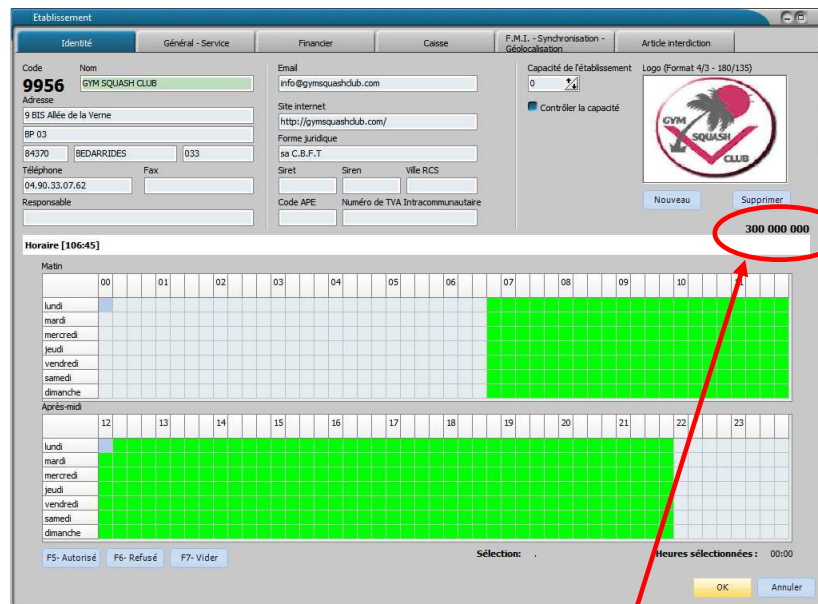 Etablissement
Identité
Général - Service
Financier
Caisse
F.M.I. - Synchronisation - Géolocalisation
Article interdiction
Code
Nom
9956
GYM SQUASH CLUB
Adresse
9 BIS Allée de la Verne
BP 03
84370 BEDARRIDES 033
Téléphone
Fax
04.90.33.07.62
Responsable
Email
info@gymsquashclub.com
Site internet
http://gymsquashclub.com/
Forme juridique
sa C.B.F.T
Siret Siren Ville RCS
Code APE Numéro de TVA Intracommunautaire
Capacité de l'établissement
0
Contrôler la capacité
Logo (Format 4/3 - 180/135)
GYM
SQUASH
CLUB
Nouveau
Supprimer
300 000 000
Horaire [106:45]
Matin
00 01 02 03 04 05 06 07 08 09 10
lundi
mardi
mercredi
jeudi
vendredi
samedi
dimanche
Après-midi
12 13 14 15 16 17 18 19 20 21 22 23
lundi
mardi
mercredi
jeudi
vendredi
samedi
dimanche
F5- Autorisé
F6- Refusé
F7- Vider
Sélection: .
Heures sélectionnées : 00:00
OK
Annuler